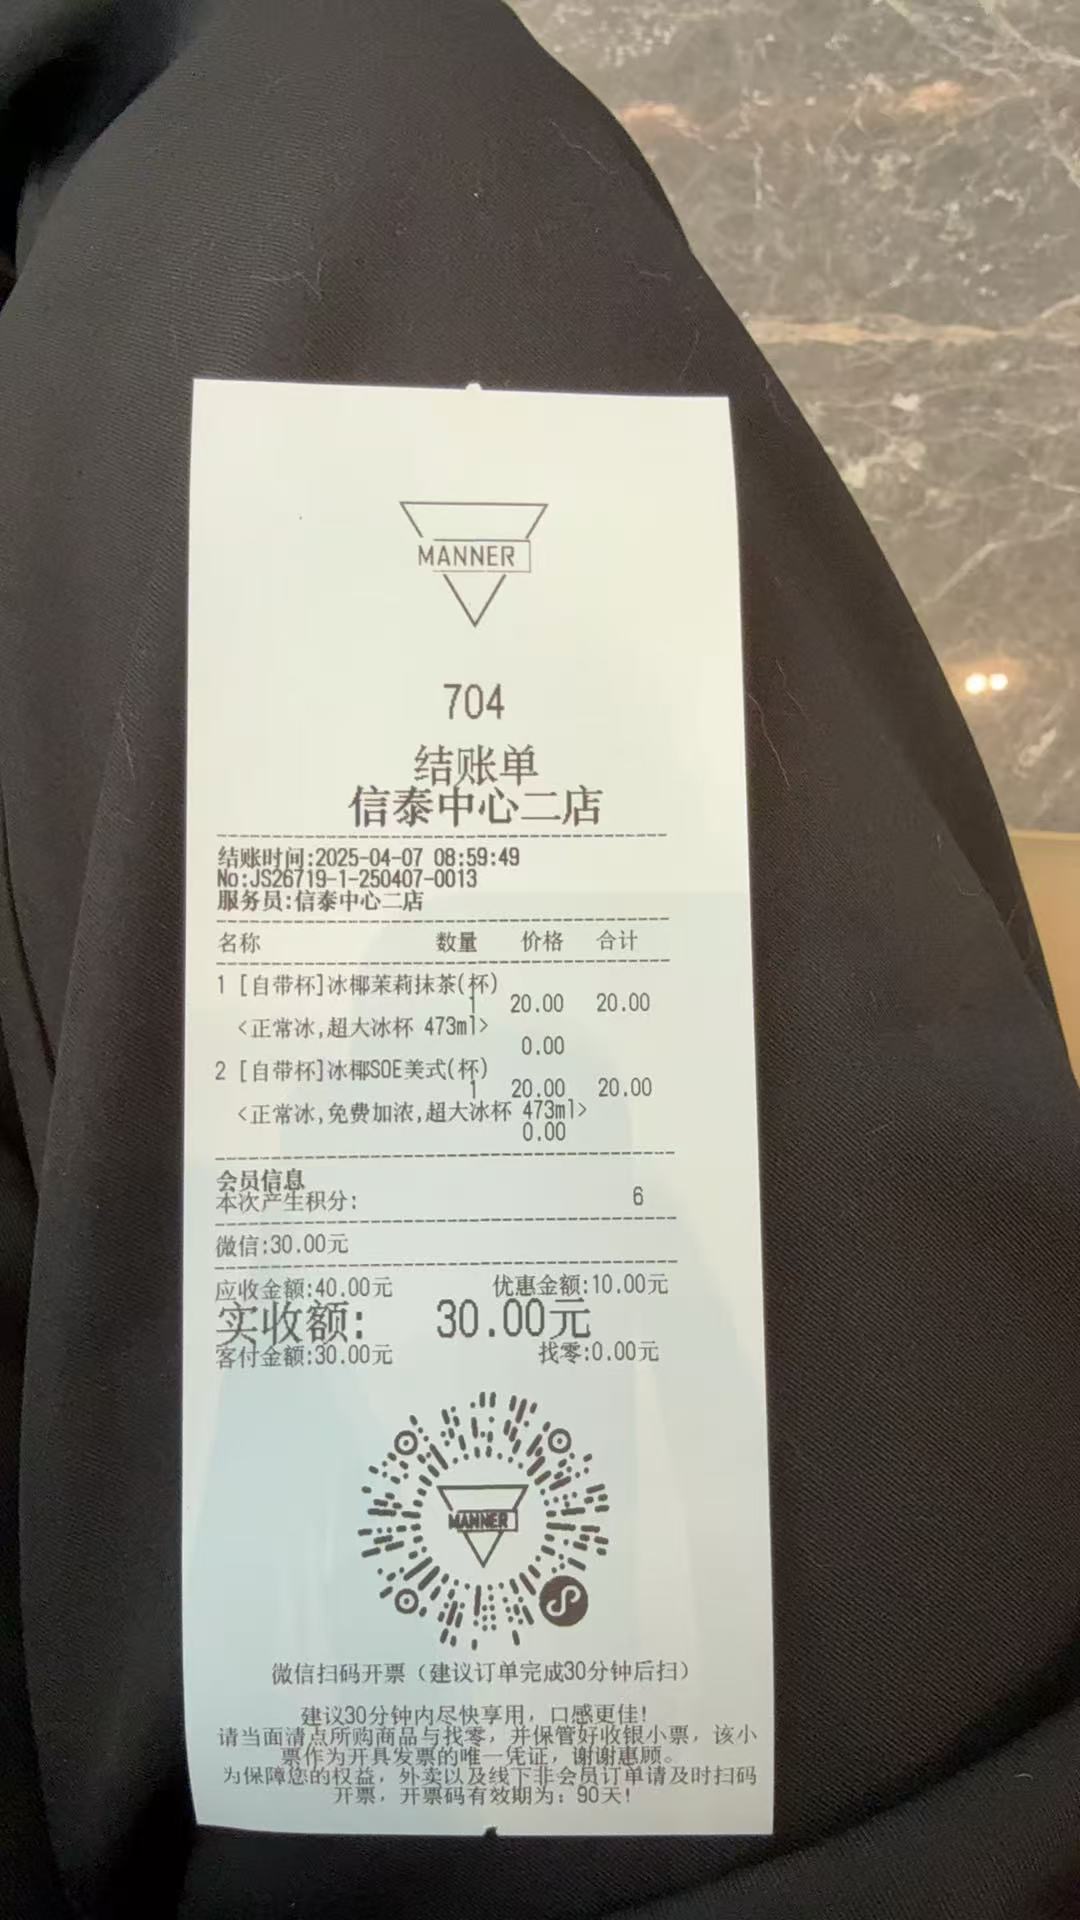 MANNER
704
结账单
信泰中心二店
结账时间:2025-04-07 08:59:49
No:JS26719-1-250407-0013
服务员:信泰中心二店
名称 数量 价格 合计
1 [自带杯]冰椰茉莉抹茶(杯)
1 20.00 20.00
<正常冰,超大冰杯 473ml>
0.00
2 [自带杯]冰椰SOE美式(杯)
1 20.00 20.00
<正常冰,免费加浓,超大冰杯 473ml>
0.00
会员信息
本次产生积分: 6
微信:30.00元
应收金额:40.00元 优惠金额:10.00元
实收额: 30.00元
客付金额:30.00元 找零:0.00元
MANNER
微信扫码开票（建议订单完成30分钟后扫）
建议30分钟内尽快享用，口感更佳！
请当面清点所购商品与找零，并保管好收银小票，该小
票作为开具发票的唯一凭证，谢谢惠顾。
为保障您的权益，外卖以及线下非会员订单请及时扫码
开票，开票码有效期为：90天！